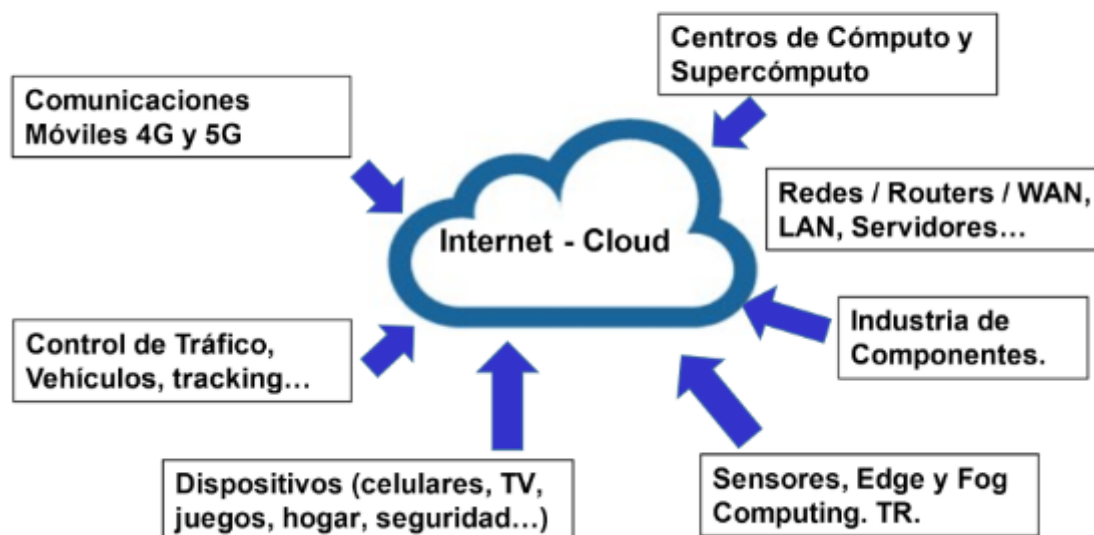 Centros de Cómputo y
Supercómputo
Comunicaciones
Móviles 4G y 5G
Redes / Routers / WAN,
LAN, Servidores…
Internet - Cloud
Industria de
Componentes.
Control de Tráfico,
Vehículos, tracking…
Dispositivos (celulares, TV,
juegos, hogar, seguridad…)
Sensores, Edge y Fog
Computing. TR.